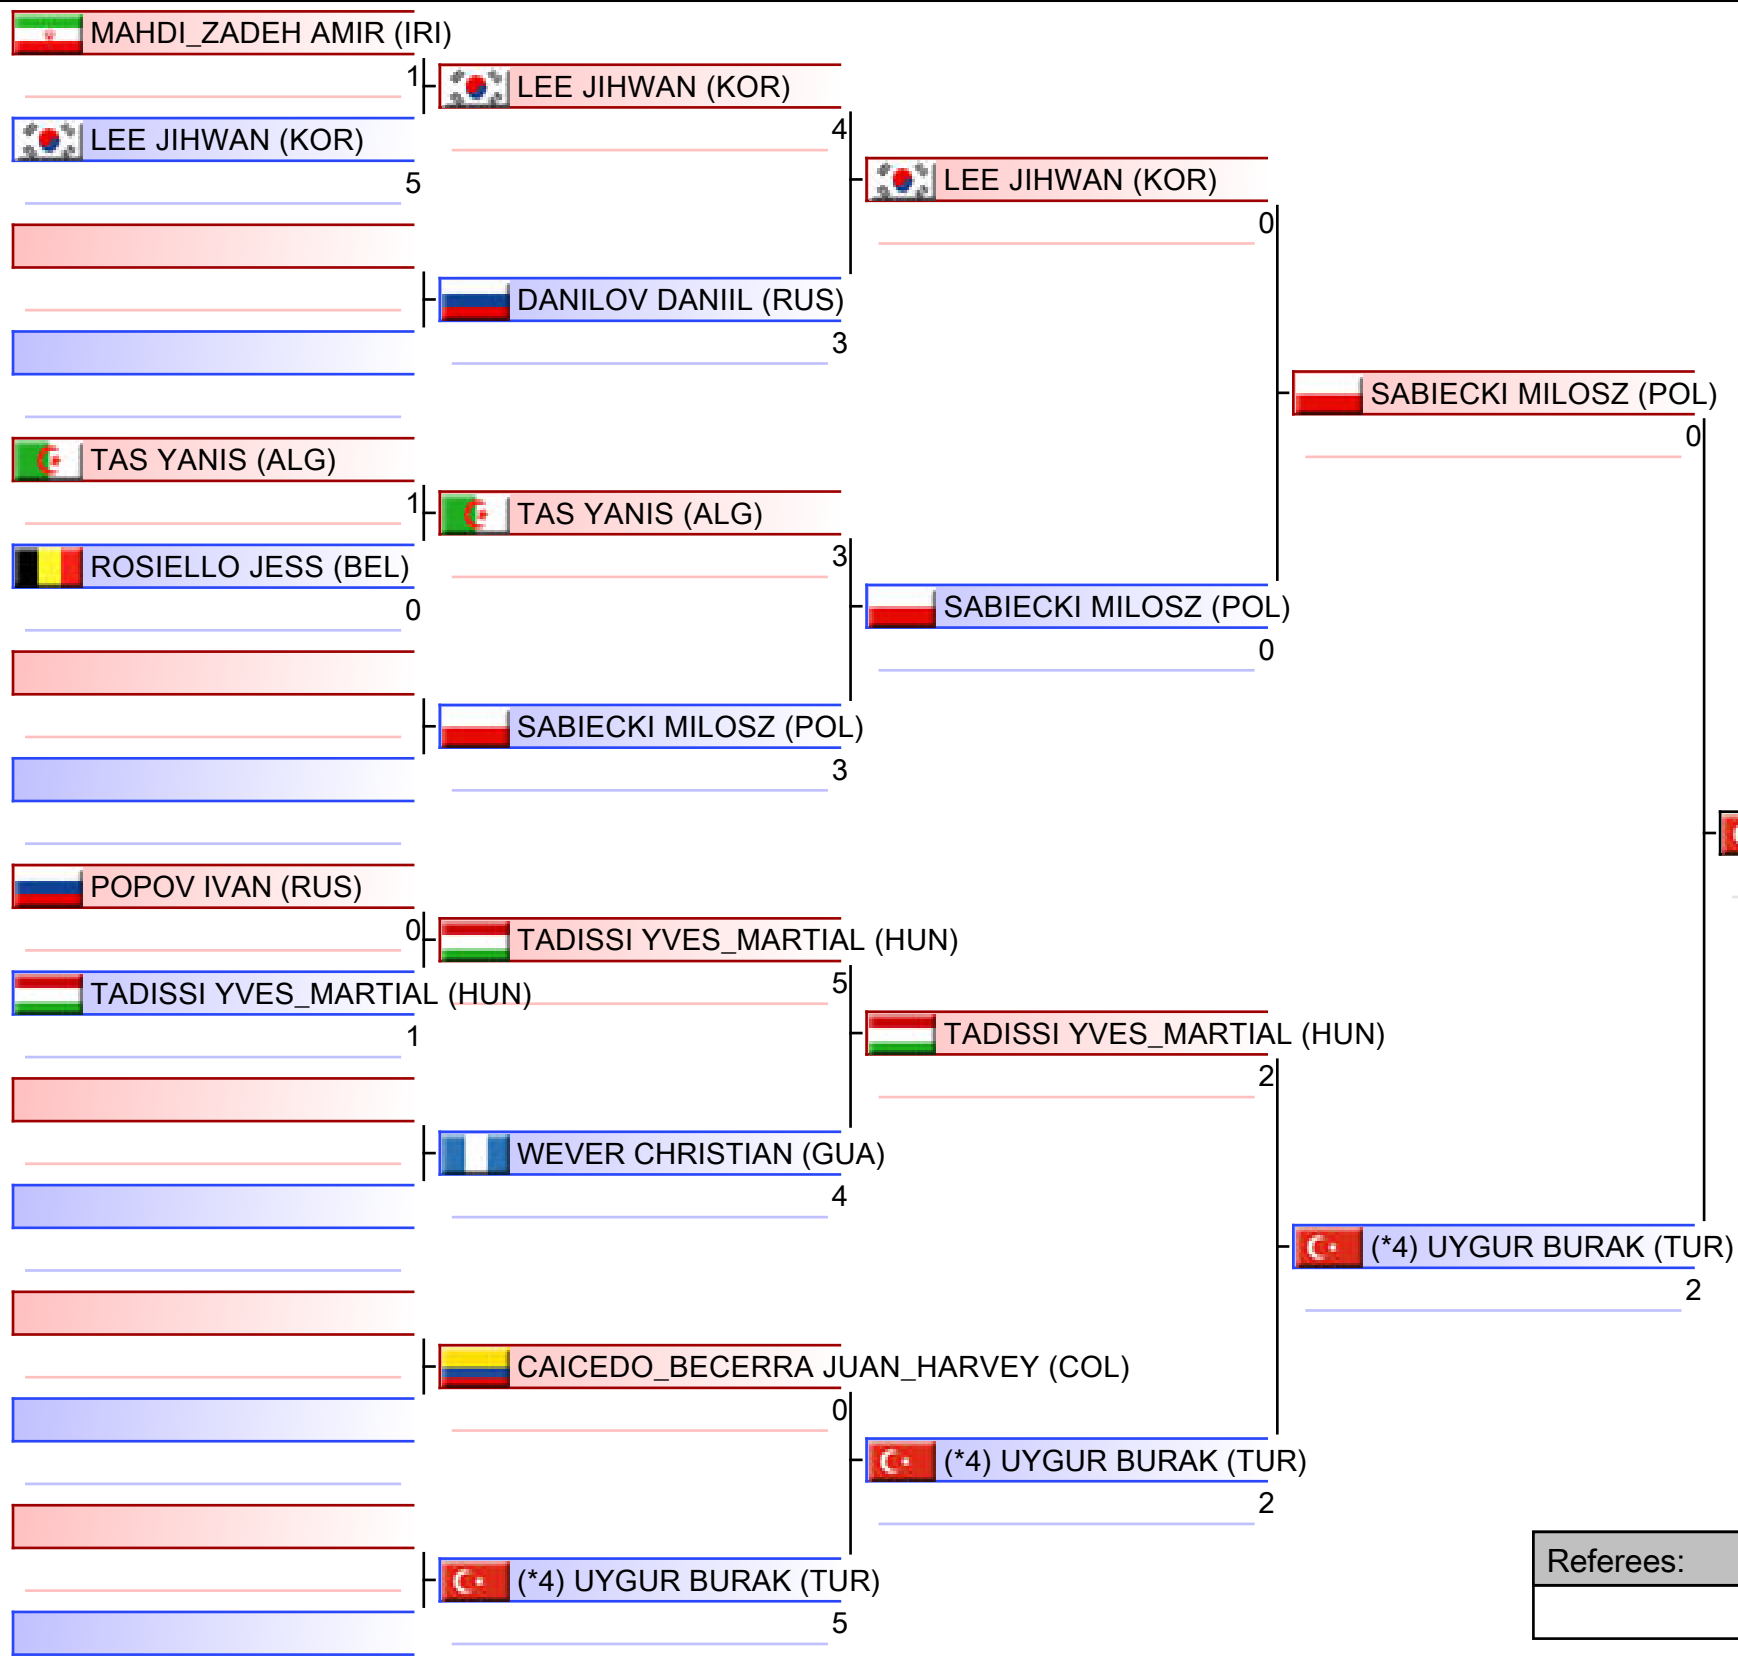 MAHDI_ZADEH AMIR (IRI)
1
LEE JIHWAN (KOR)
5
TAS YANIS (ALG)
1
ROSIELLO JESS (BEL)
0
POPOV IVAN (RUS)
0
TADISSI YVES_MARTIAL (HUN)
1
LEE JIHWAN (KOR)
4
DANILOV DANIIL (RUS)
3
TAS YANIS (ALG)
3
SABIECKI MILOSZ (POL)
3
TADISSI YVES_MARTIAL (HUN)
5
WEVER CHRISTIAN (GUA)
4
CAICEDO_BECERRA JUAN_HARVEY (COL)
0
(*4) UYGUR BURAK (TUR)
5
LEE JIHWAN (KOR)
0
SABIECKI MILOSZ (POL)
0
TADISSI YVES_MARTIAL (HUN)
2
(*4) UYGUR BURAK (TUR)
2
SABIECKI MILOSZ (POL)
0
(*4) UYGUR BURAK (TUR)
2
Referees: